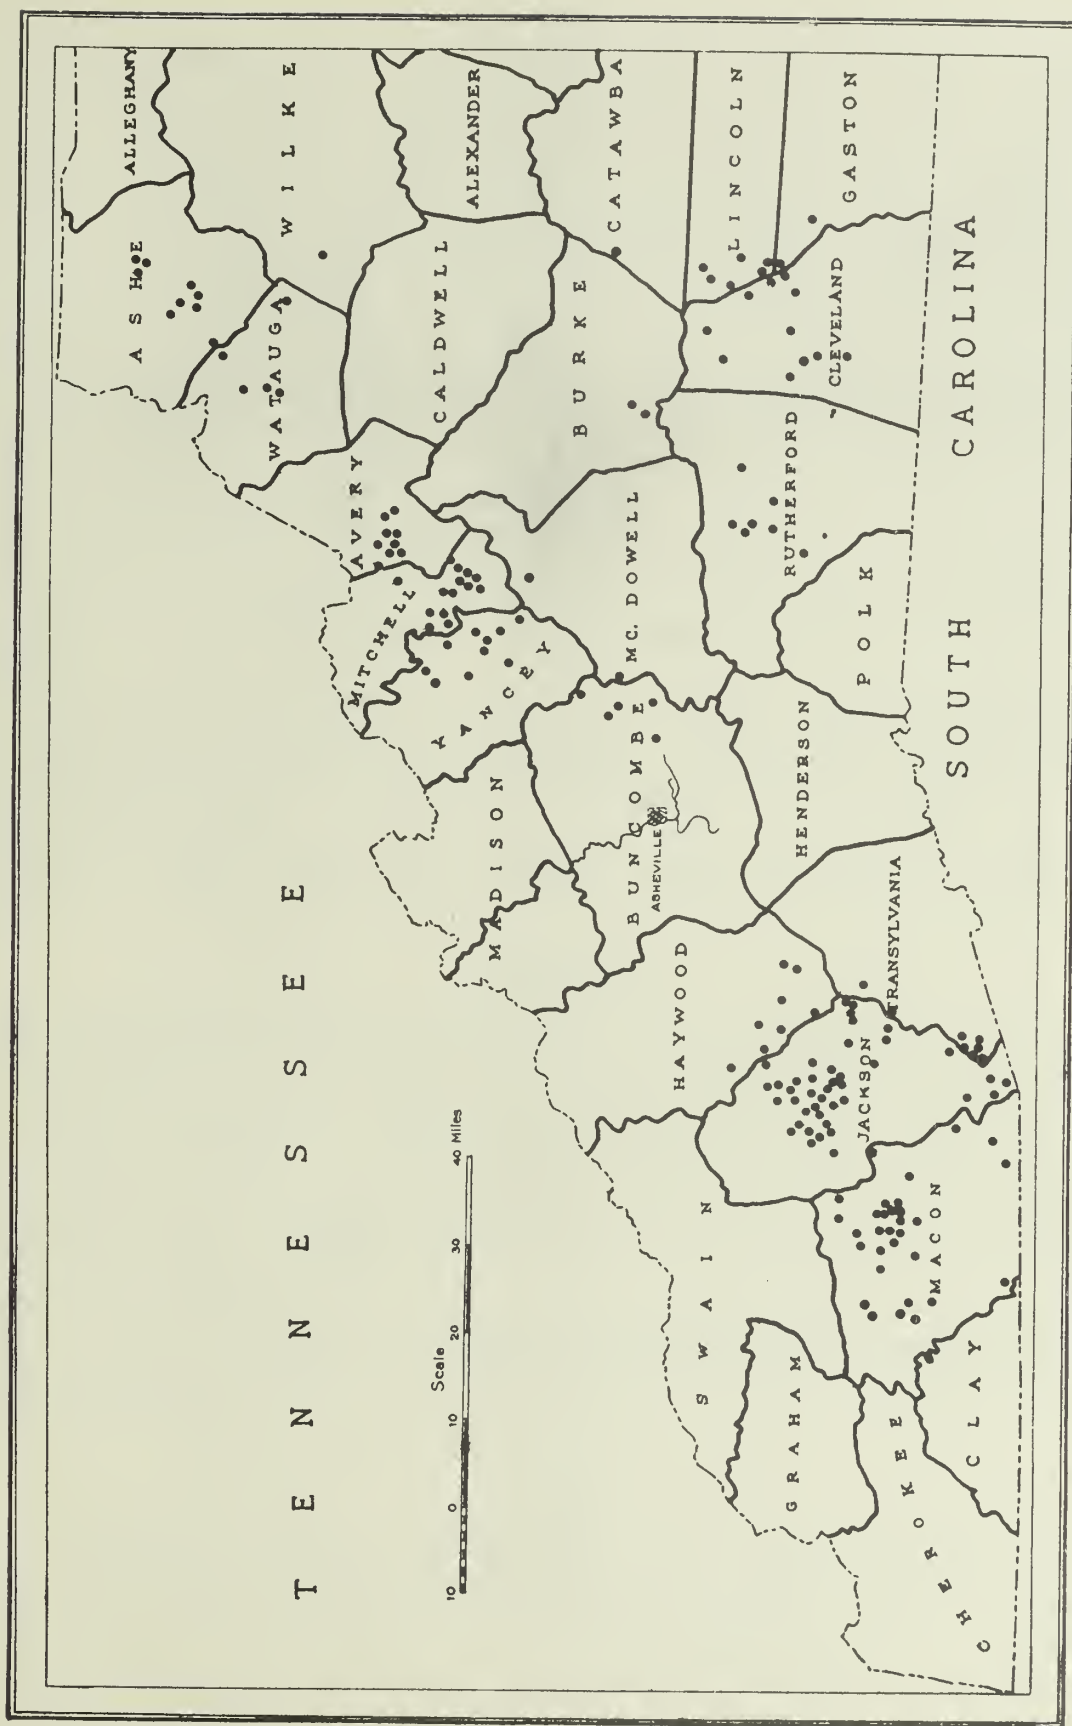 TENNESSEE
Scale
10 0 10 20 30 40 Miles
ALLEGHANY
ASHE
WILKE
WATAUGA
ALEXANDER
CALDWELL
CATAWBA
AVERY
BURKE
LINCOLN
MITCHELL
GASTON
YANCEY
MC. DOWELL
CLEVELAND
MADISON
RUTHERFORD
BUNCOMBE
ASHEVILLE
POLK
HENDERSON
HAYWOOD
TRANSYLVANIA
JACKSON
SWAIN
MACON
GRAHAM
CLAY
CHEROKEE
SOUTH CAROLINA